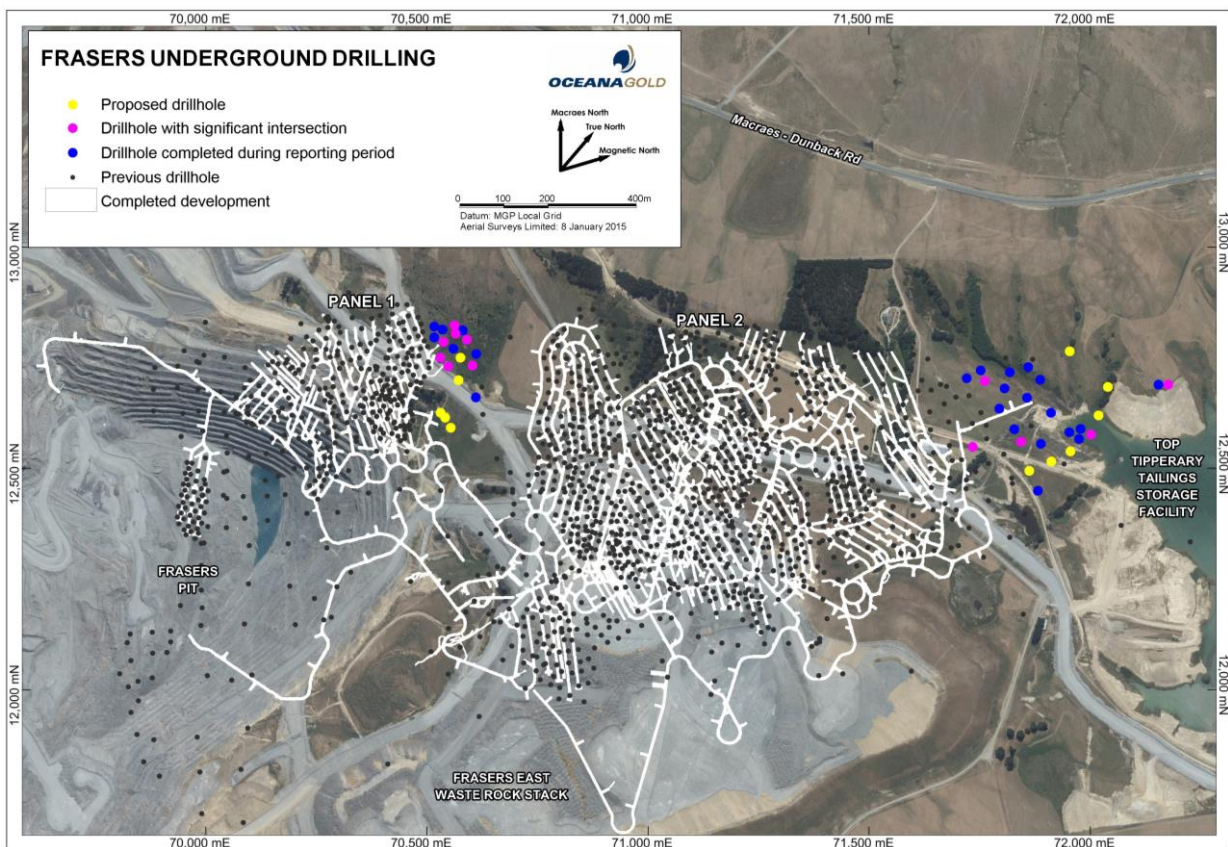 70,000 mE 70,500 mE 71,000 mE 71,500 mE 72,000 mE
FRASERS UNDERGROUND DRILLING
OCEANAGOLD
Proposed drillhole
Drillhole with significant intersection
Drillhole completed during reporting period
Previous drillhole
Completed development
Macraes North
True North
Magnetic North
0 100 200 400m
Datum: MGP Local Grid
Aerial Surveys Limited: 8 January 2015
Macraes - Dunback Rd
13,000 mN
13,000 mN
PANEL 1
PANEL 2
12,500 mN
12,500 mN
TOP
TIPPERARY
TAILINGS
STORAGE
FACILITY
FRASERS
PIT
12,000 mN
12,000 mN
FRASERS EAST
WASTE ROCK STACK
70,000 mE 70,500 mE 71,000 mE 71,500 mE 72,000 mE